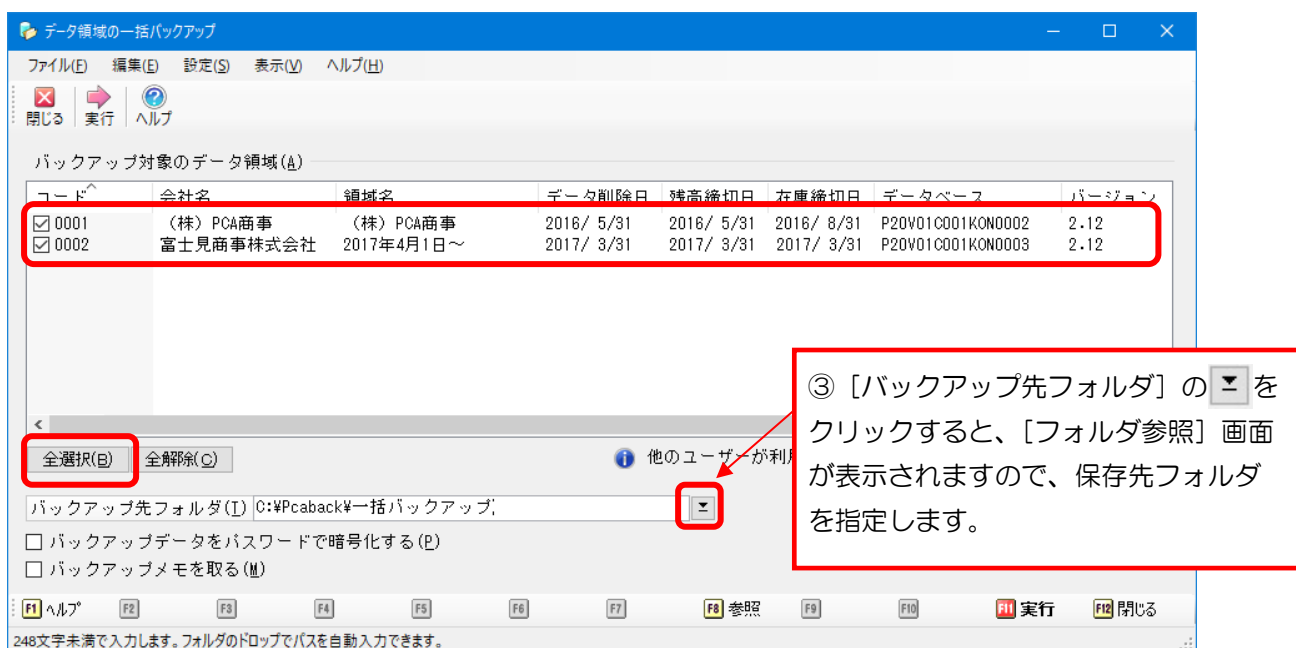 データ領域の一括バックアップ
ファイル(F) 編集(E) 設定(S) 表示(V) ヘルプ(H)
閉じる 実行 ヘルプ
バックアップ対象のデータ領域(A)
コード 会社名 領域名 データ削除日 残高締切日 在庫締切日 データベース バージョン
0001 (株) PCA商事 (株) PCA商事 2016/ 5/31 2016/ 5/31 2016/ 8/31 P20V01C001KON0002 2.12
0002 富士見商事株式会社 2017年4月1日～ 2017/ 3/31 2017/ 3/31 2017/ 3/31 P20V01C001KON0003 2.12
③［バックアップ先フォルダ］の を
クリックすると、［フォルダ参照］画面
が表示されますので、保存先フォルダ
を指定します。
全選択(B) 全解除(C) 他のユーザーが利用
バックアップ先フォルダ(T) C:¥Pcaback¥一括バックアップ
バックアップデータをパスワードで暗号化する(P)
バックアップメモを取る(M)
F1 ヘルプ F2 F3 F4 F5 F6 F7 F8 参照 F9 F10 F11 実行 F12 閉じる
248文字未満で入力します。フォルダのドロップでパスを自動入力できます。